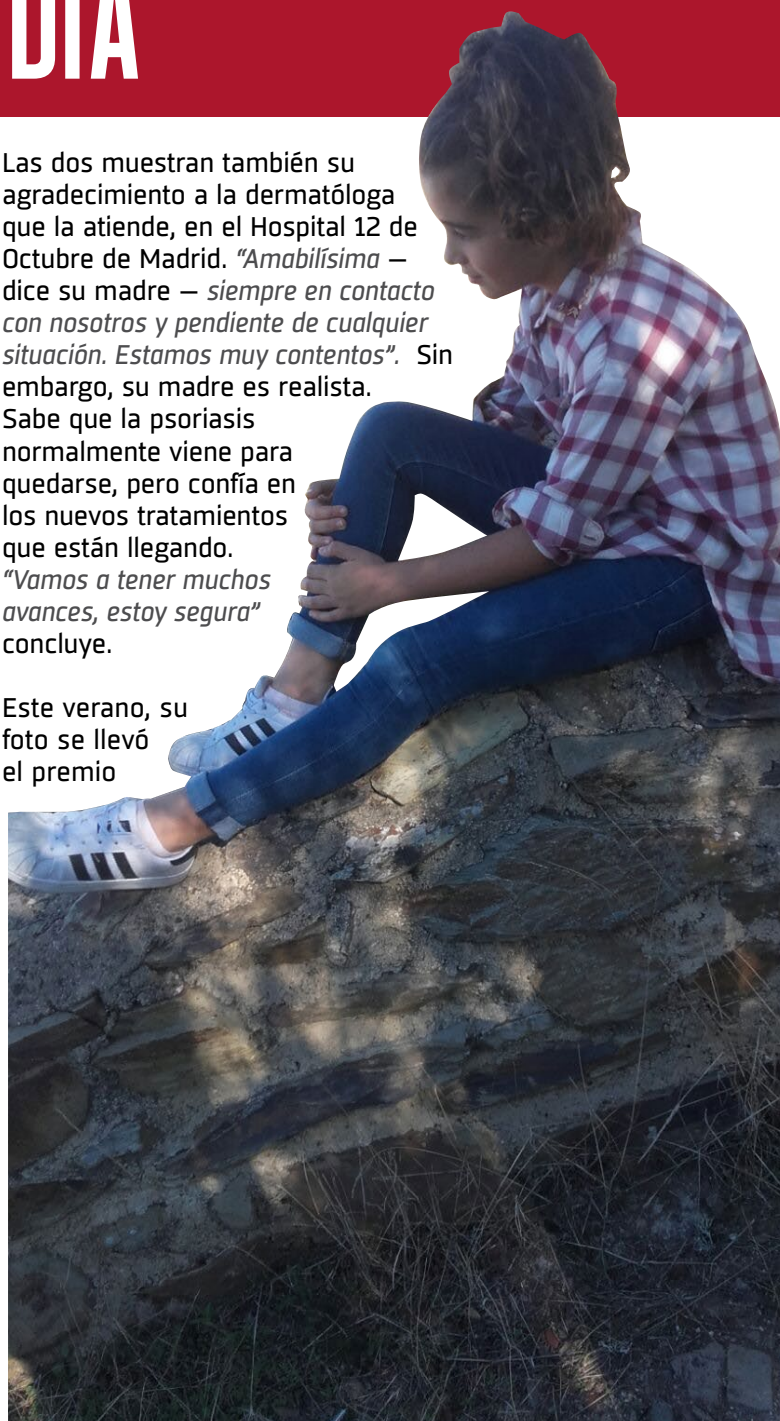 DÍA
Las dos muestran también su
agradecimiento a la dermatóloga
que la atiende, en el Hospital 12 de
Octubre de Madrid. “Amabilísima —
dice su madre — siempre en contacto
con nosotros y pendiente de cualquier
situación. Estamos muy contentos”. Sin
embargo, su madre es realista.
Sabe que la psoriasis
normalmente viene para
quedarse, pero confía en
los nuevos tratamientos
que están llegando.
“Vamos a tener muchos
avances, estoy segura”
concluye.
Este verano, su
foto se llevó
el premio